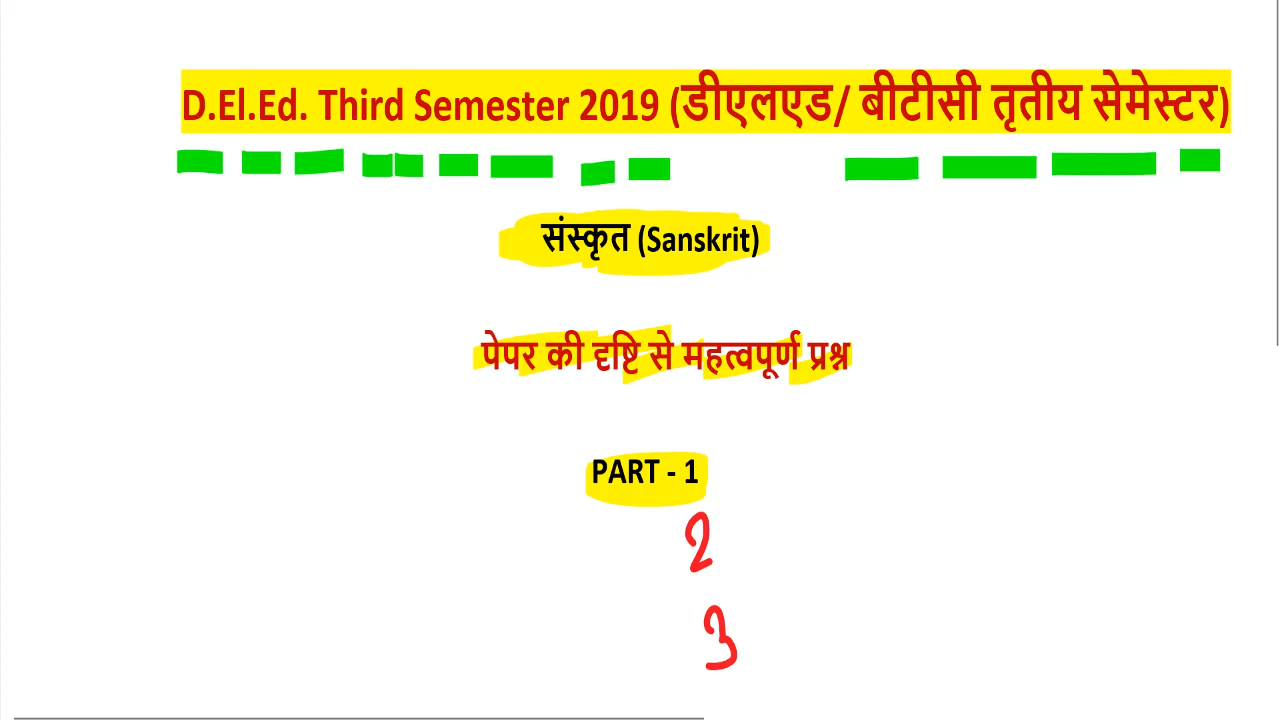 D.El.Ed. Third Semester 2019 (डीएलएड/ बीटीसी तृतीय सेमेस्टर)
संस्कृत (Sanskrit)
पेपर की दृष्टि से महत्वपूर्ण प्रश्न
PART - 1
2
3